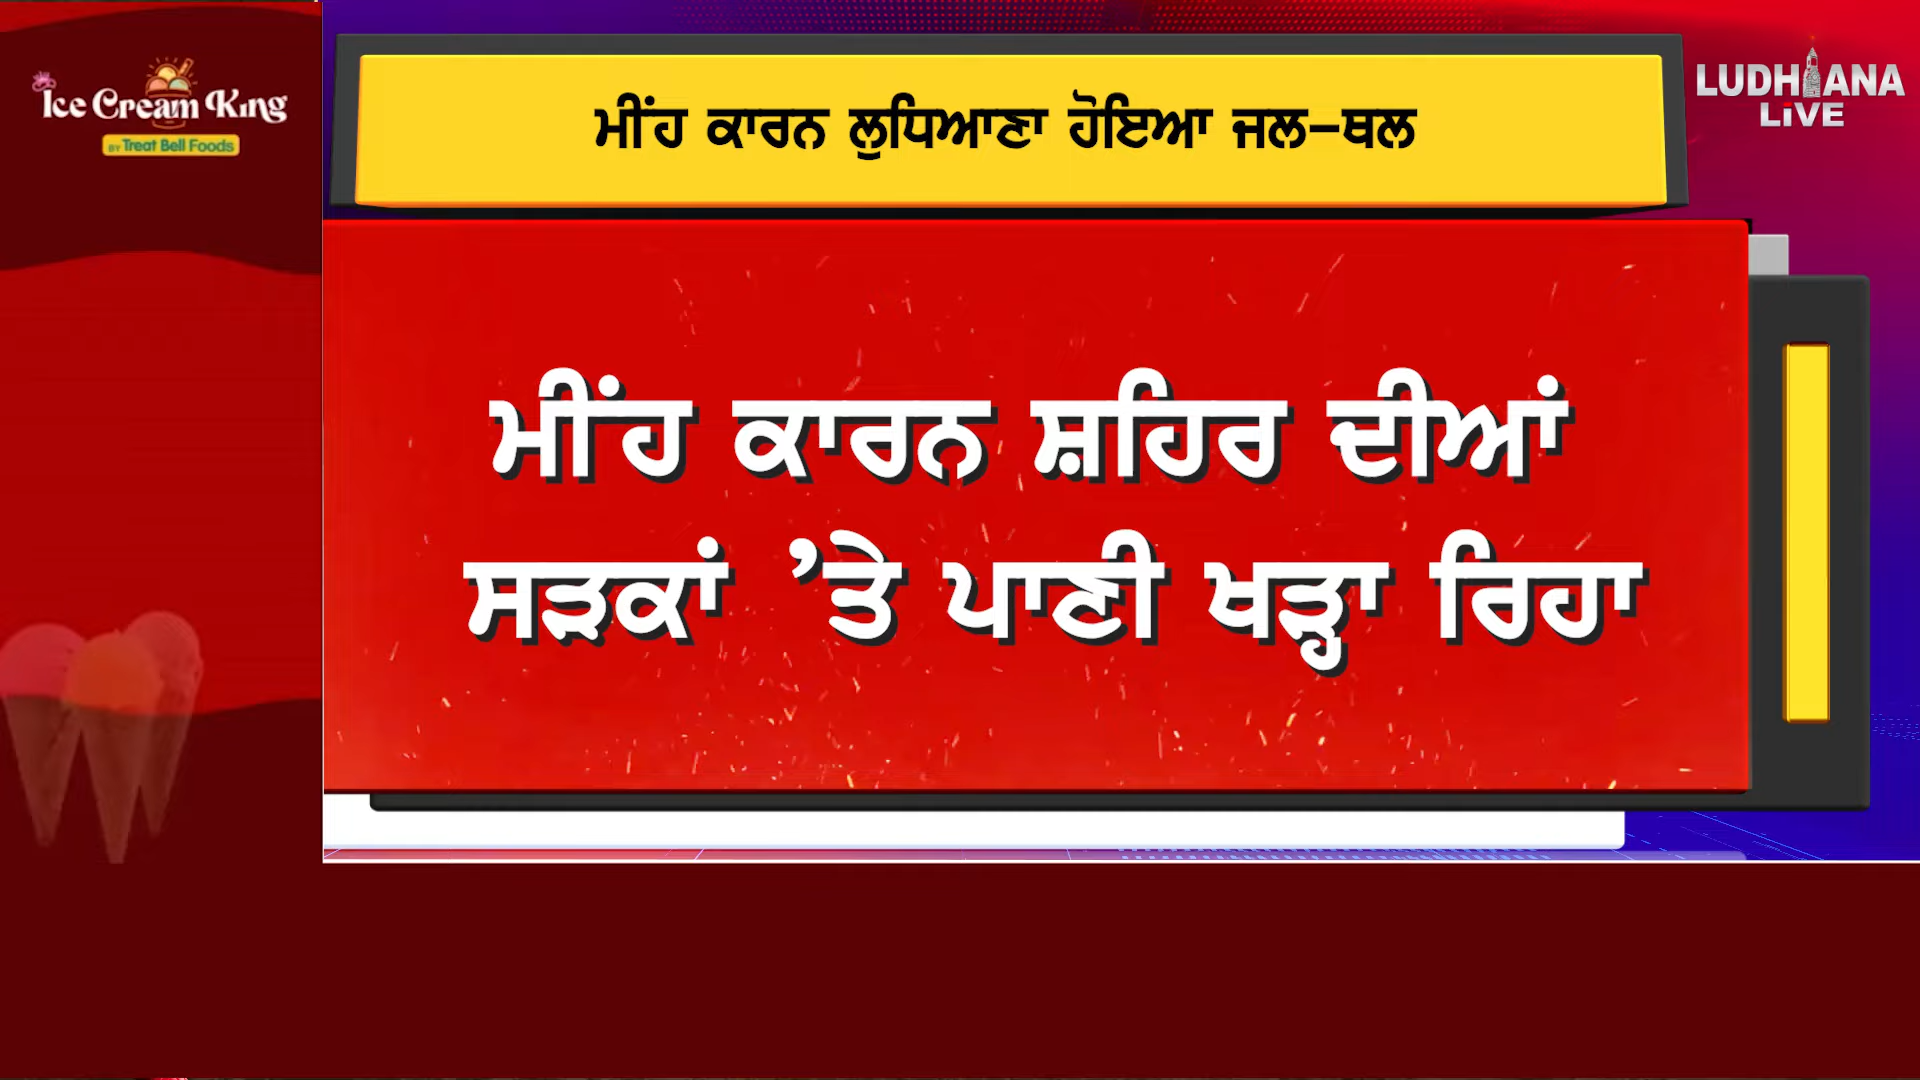 Ice Cream King
BY Treat Bell Foods
ਮੀਂਹ ਕਾਰਨ ਲੁਧਿਆਣਾ ਹੋਇਆ ਜਲ-ਥਲ
LUDHIANA
LiVE
ਮੀਂਹ ਕਾਰਨ ਸ਼ਹਿਰ ਦੀਆਂ
ਸੜਕਾਂ ’ਤੇ ਪਾਣੀ ਖੜ੍ਹਾ ਰਿਹਾ